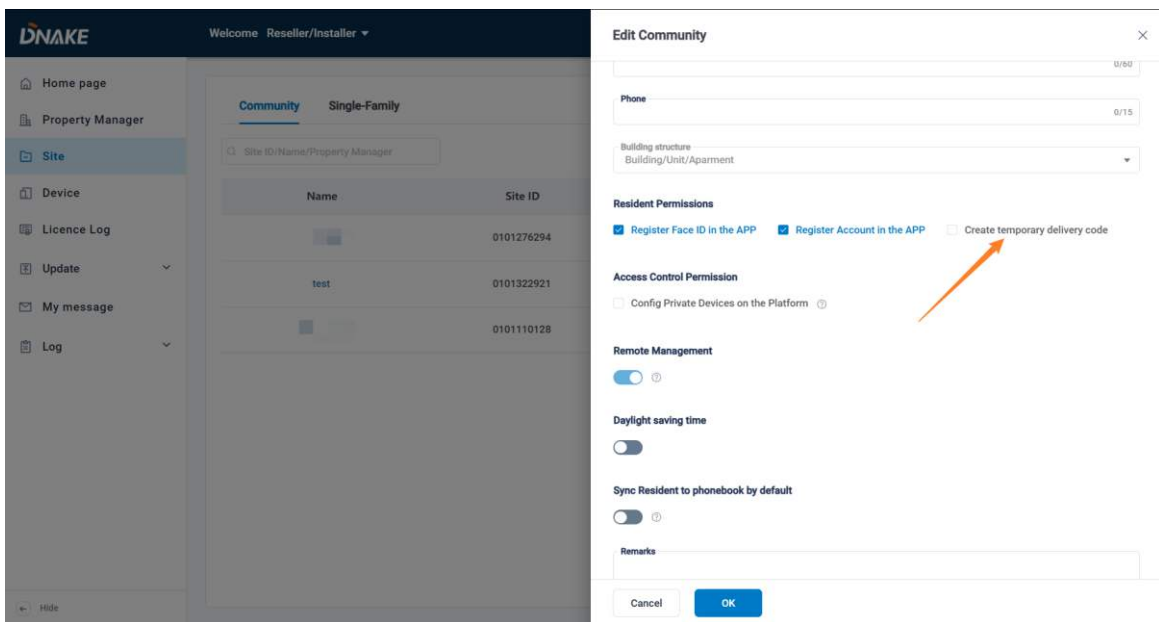 DNAKE
Welcome Reseller/Installer
Home page
Property Manager
Site
Device
Licence Log
Update
My message
Log
Hide
Community Single-Family
Site ID/Name/Property Manager
Name Site ID
0101276294
test 0101322921
0101110128
Edit Community
0/60
Phone
0/15
Building structure
Building/Unit/Aparment
Resident Permissions
Register Face ID in the APP Register Account in the APP Create temporary delivery code
Access Control Permission
Config Private Devices on the Platform
Remote Management
Daylight saving time
Sync Resident to phonebook by default
Remarks
Cancel OK